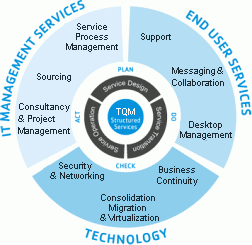 IT MANAGEMENT SERVICES
END USER SERVICES
TECHNOLOGY
Service
Process
Management
Support
Sourcing
Messaging &
Collaboration
Consultancy
& Project
Management
Desktop
Management
Security
& Networking
Business
Continuity
Consolidation
Migration
& Virtualization
PLAN
DO
CHECK
ACT
Service Design
Service Transition
Service Operation
TQM
Structured
Services